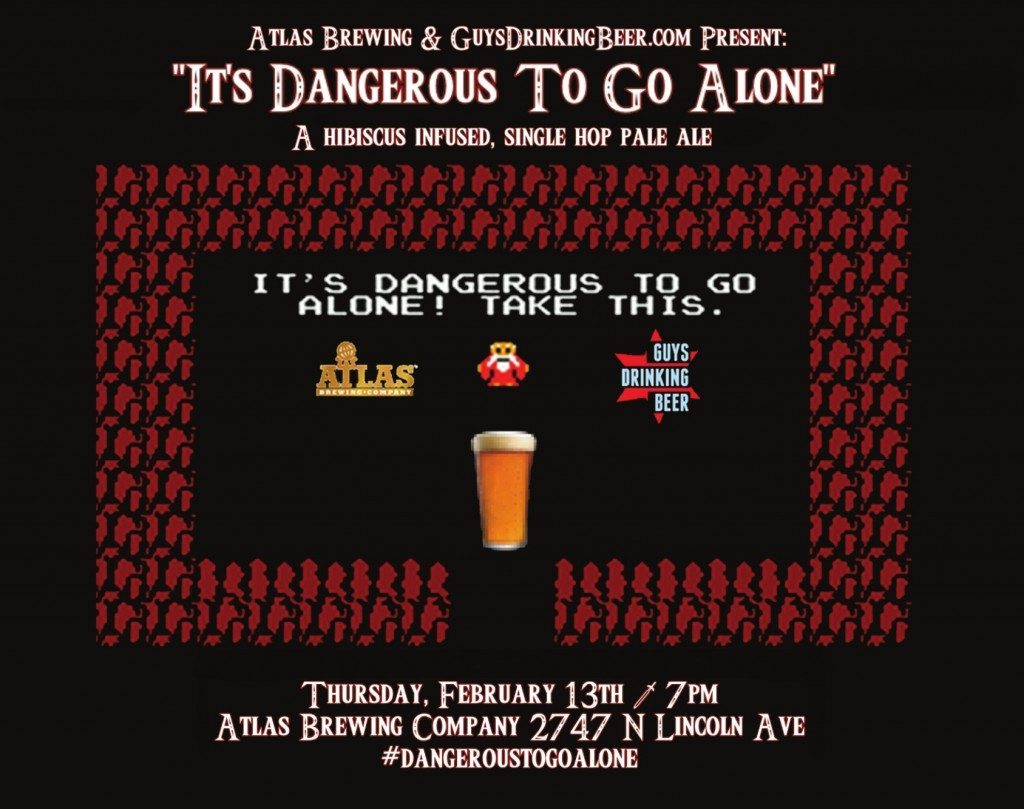 Atlas Brewing & GuysDrinkingBeer.com Present:
"It's Dangerous To Go Alone"
A hibiscus infused, single hop pale ale
IT'S DANGEROUS TO GO
ALONE! TAKE THIS.
ATLAS
BREWING COMPANY
GUYS
DRINKING
BEER
Thursday, February 13th / 7pm
Atlas Brewing Company 2747 N Lincoln Ave
#dangeroustogoalone